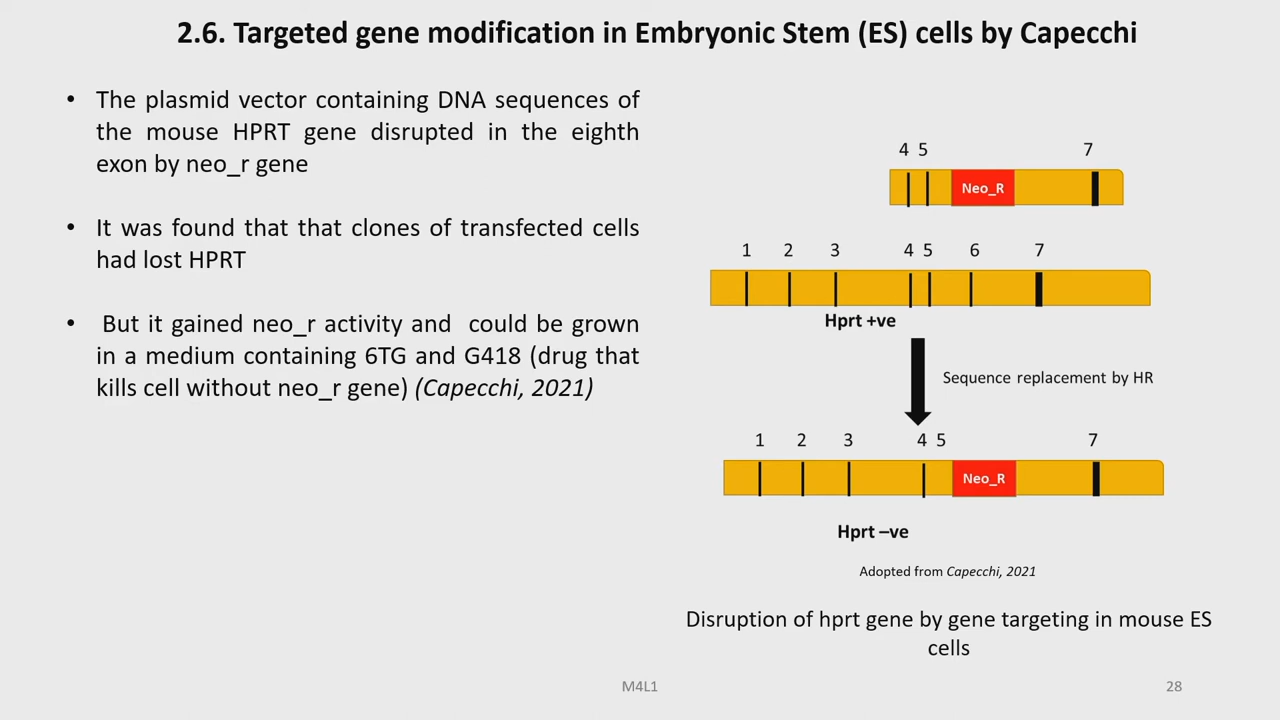 2.6. Targeted gene modification in Embryonic Stem (ES) cells by Capecchi
• The plasmid vector containing DNA sequences of
the mouse HPRT gene disrupted in the eighth
exon by neo_r gene
• It was found that that clones of transfected cells
had lost HPRT
• But it gained neo_r activity and could be grown
in a medium containing 6TG and G418 (drug that
kills cell without neo_r gene) (Capecchi, 2021)
4 5 7
Neo_R
1 2 3 4 5 6 7
Hprt +ve
Sequence replacement by HR
1 2 3 4 5 7
Neo_R
Hprt –ve
Adopted from Capecchi, 2021
Disruption of hprt gene by gene targeting in mouse ES
cells
M4L1
28